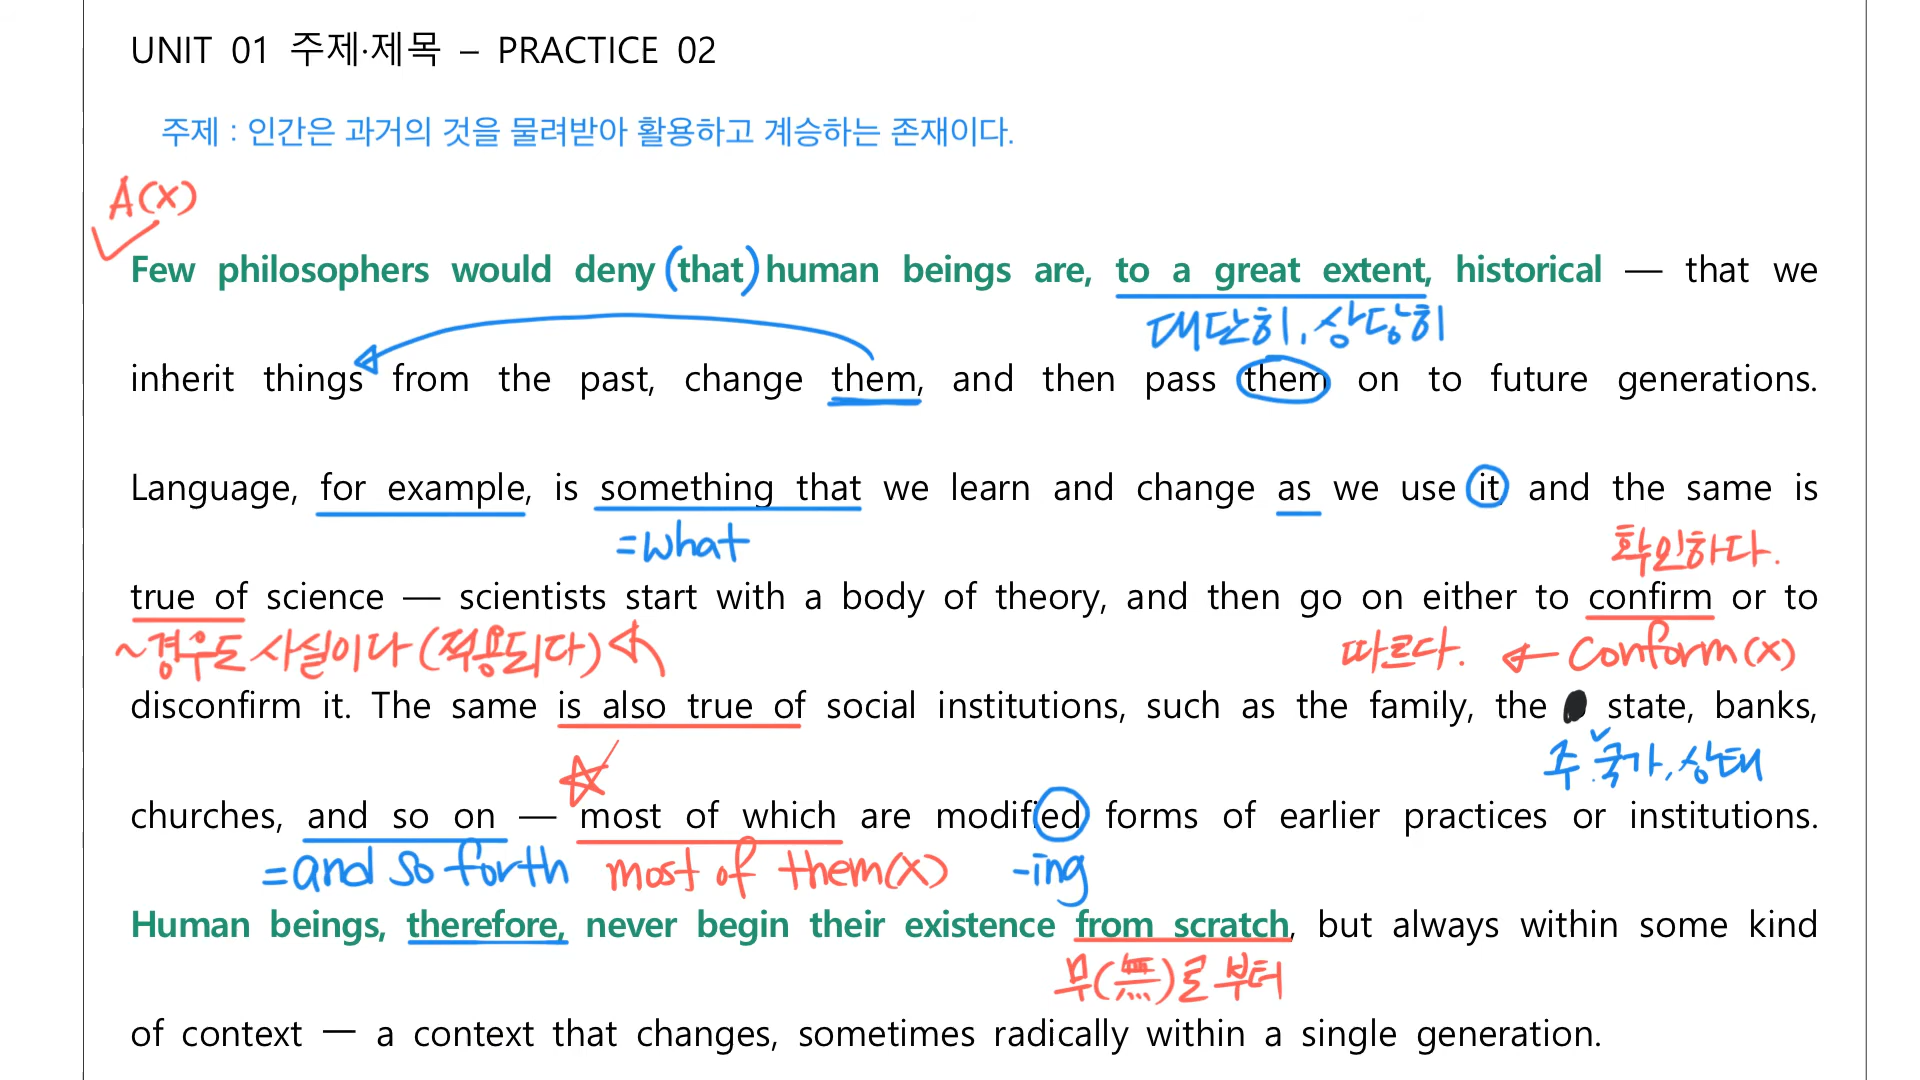 UNIT 01 주제·제목 – PRACTICE 02
주제 : 인간은 과거의 것을 물려받아 활용하고 계승하는 존재이다.
A(X)
Few philosophers would deny (that) human beings are, to a great extent, historical — that we
대단히, 상당히
inherit things from the past, change them, and then pass them on to future generations.
Language, for example, is something that we learn and change as we use it, and the same is
=what
확인하다.
true of science — scientists start with a body of theory, and then go on either to confirm or to
~경우도 사실이다 (적용되다)
따르다. ← conform(x)
disconfirm it. The same is also true of social institutions, such as the family, the state, banks,
주, 국가, 상태
churches, and so on — most of which are modified forms of earlier practices or institutions.
=and so forth most of them(x) -ing
Human beings, therefore, never begin their existence from scratch, but always within some kind
무(無)로부터
of context — a context that changes, sometimes radically within a single generation.